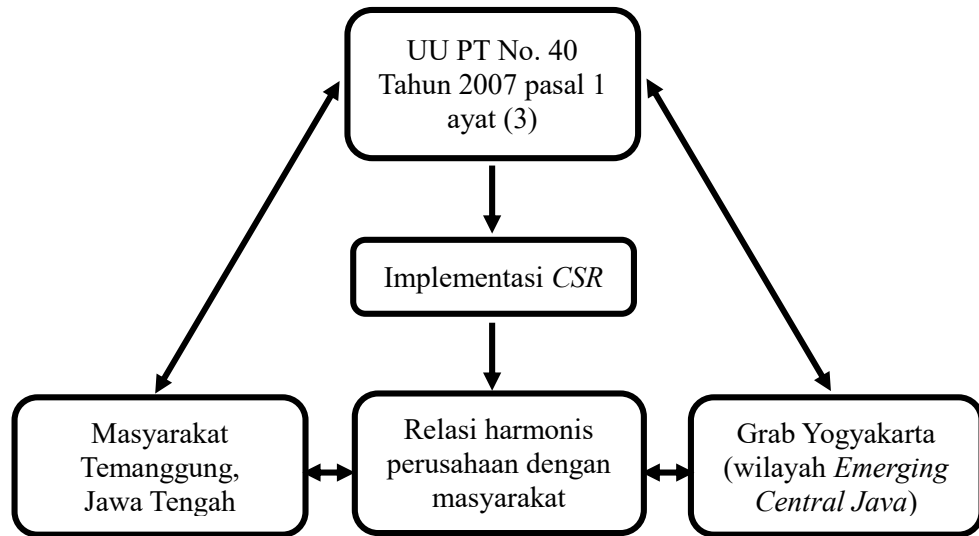 UU PT No. 40
Tahun 2007 pasal 1
ayat (3)
Implementasi CSR
Masyarakat
Temanggung,
Jawa Tengah
Relasi harmonis
perusahaan dengan
masyarakat
Grab Yogyakarta
(wilayah Emerging
Central Java)